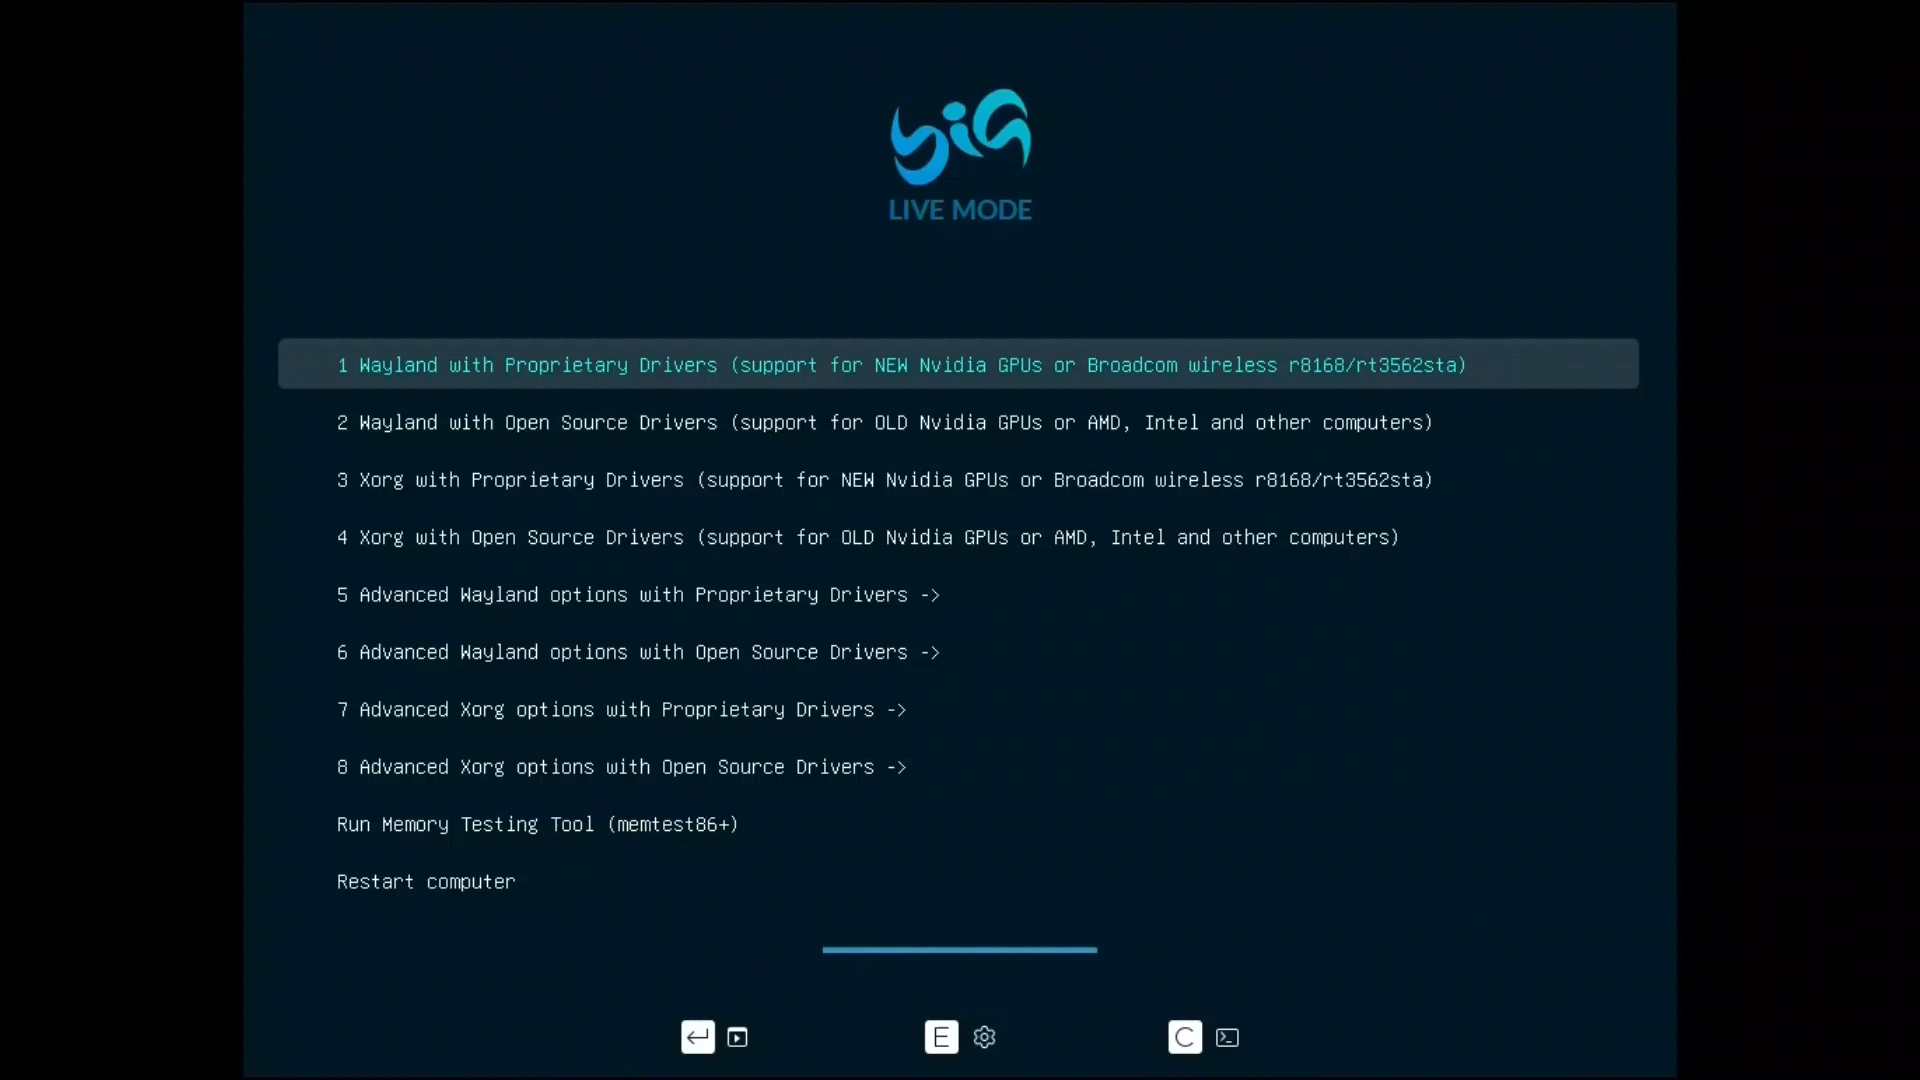 big
LIVE MODE
1 Wayland with Proprietary Drivers (support for NEW Nvidia GPUs or Broadcom wireless r8168/rt3562sta)
2 Wayland with Open Source Drivers (support for OLD Nvidia GPUs or AMD, Intel and other computers)
3 Xorg with Proprietary Drivers (support for NEW Nvidia GPUs or Broadcom wireless r8168/rt3562sta)
4 Xorg with Open Source Drivers (support for OLD Nvidia GPUs or AMD, Intel and other computers)
5 Advanced Wayland options with Proprietary Drivers ->
6 Advanced Wayland options with Open Source Drivers ->
7 Advanced Xorg options with Proprietary Drivers ->
8 Advanced Xorg options with Open Source Drivers ->
Run Memory Testing Tool (memtest86+)
Restart computer
E C